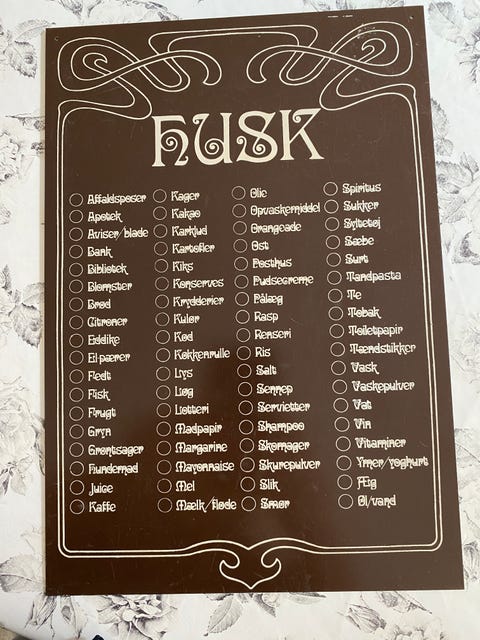 HUSK
Affaldsposer
Apotek
Aviser/blade
Bank
Bibliotek
Blomster
Brød
Citroner
Eddike
El pærer
Fedt
Fisk
Frugt
Gryn
Grøntsager
Hundemad
Juice
Kaffe
Kager
Kakao
Karklud
Kartofler
Kiks
Konserves
Krydderier
Kulør
Kød
Køkkenrulle
Lys
Løg
Lotteri
Madpapir
Margarine
Mayonnaise
Mel
Mælk/fløde
Olie
Opvaskemiddel
Orangeade
Ost
Posthus
Pudsecreme
Pålæg
Rasp
Renseri
Ris
Salt
Sennep
Servietter
Shampoo
Skomager
Skurepulver
Slik
Smør
Spiritus
Sukker
Syltetøj
Sæbe
Surt
Tandpasta
Te
Tobak
Toiletpapir
Tændstikker
Vask
Vaskepulver
Vat
Vin
Vitaminer
Ymer/yoghurt
Æg
Øl/vand